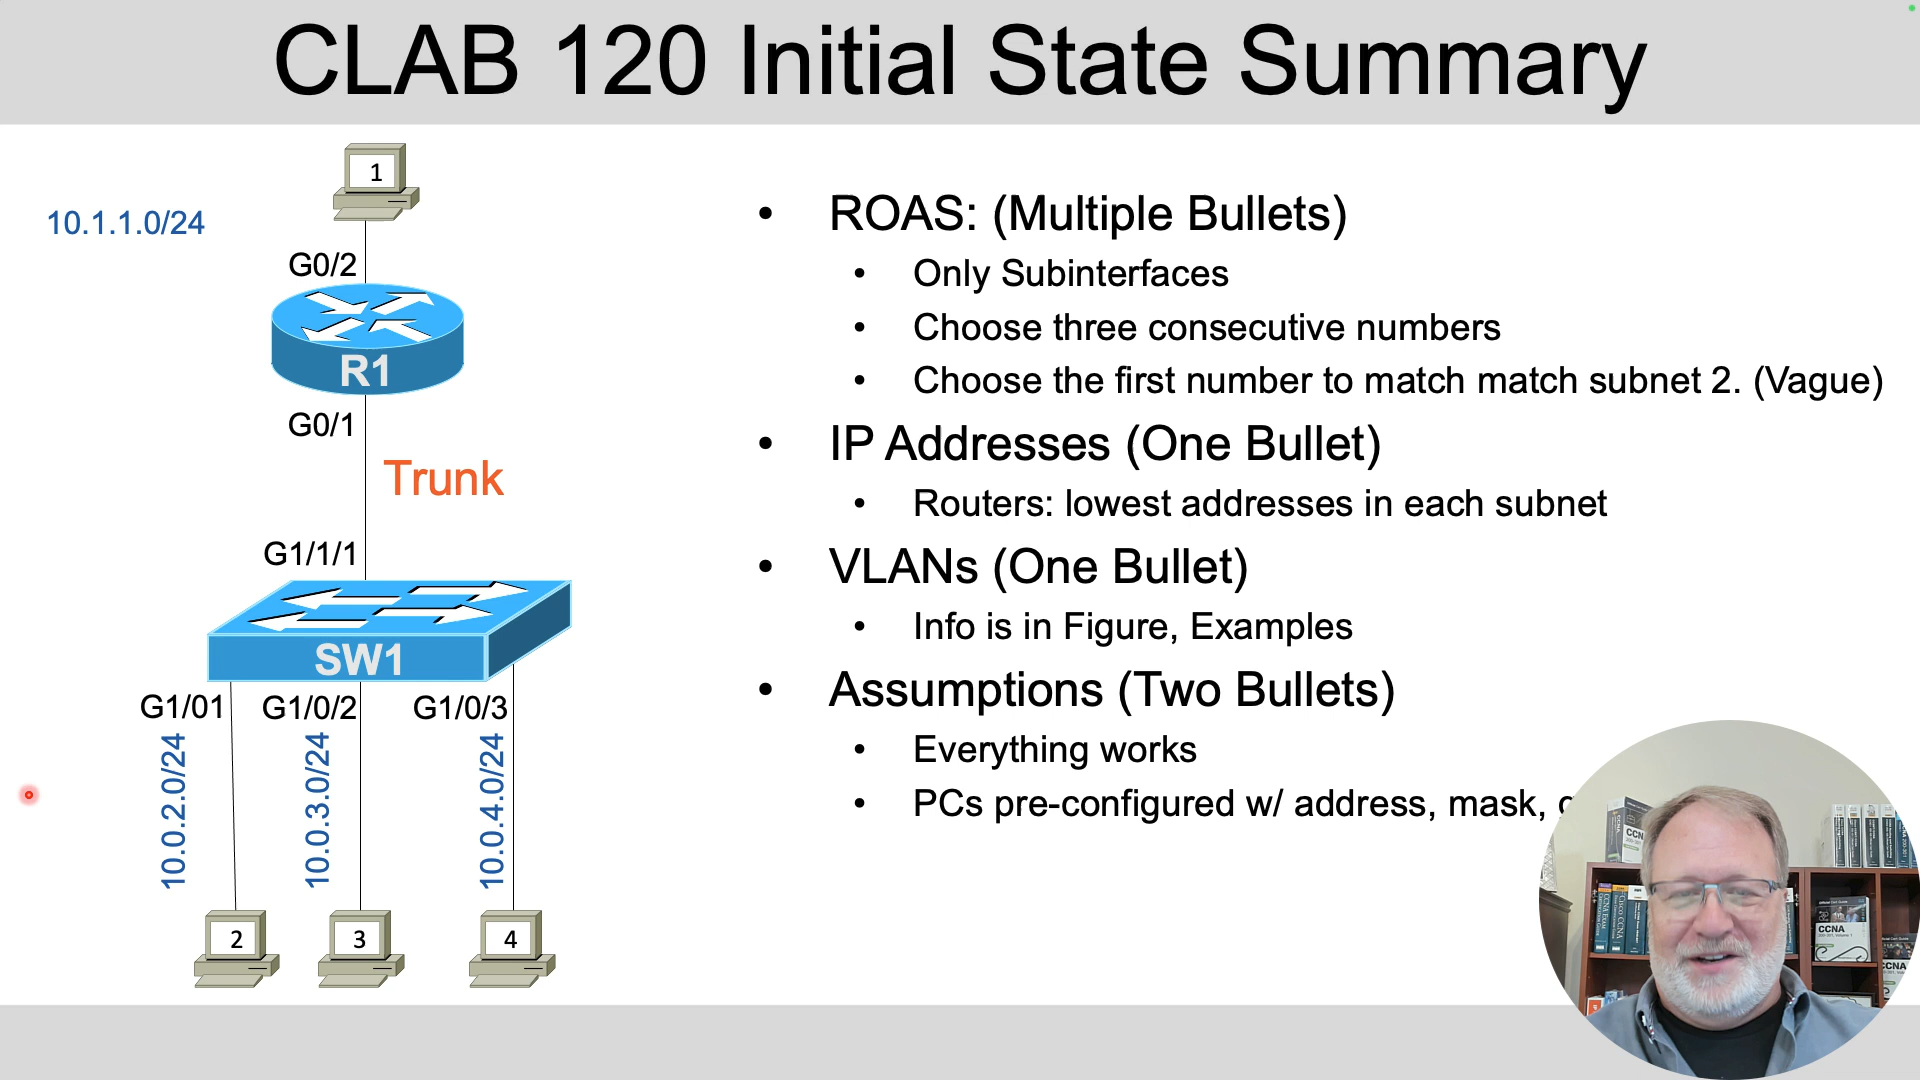 CLAB 120 Initial State Summary
1
10.1.1.0/24
G0/2
R1
G0/1
Trunk
G1/1/1
SW1
G1/01 G1/0/2 G1/0/3
10.0.2.0/24
10.0.3.0/24
10.0.4.0/24
2 3 4
• ROAS: (Multiple Bullets)
• Only Subinterfaces
• Choose three consecutive numbers
• Choose the first number to match match subnet 2. (Vague)
• IP Addresses (One Bullet)
• Routers: lowest addresses in each subnet
• VLANs (One Bullet)
• Info is in Figure, Examples
• Assumptions (Two Bullets)
• Everything works
• PCs pre-configured w/ address, mask,
CCNA